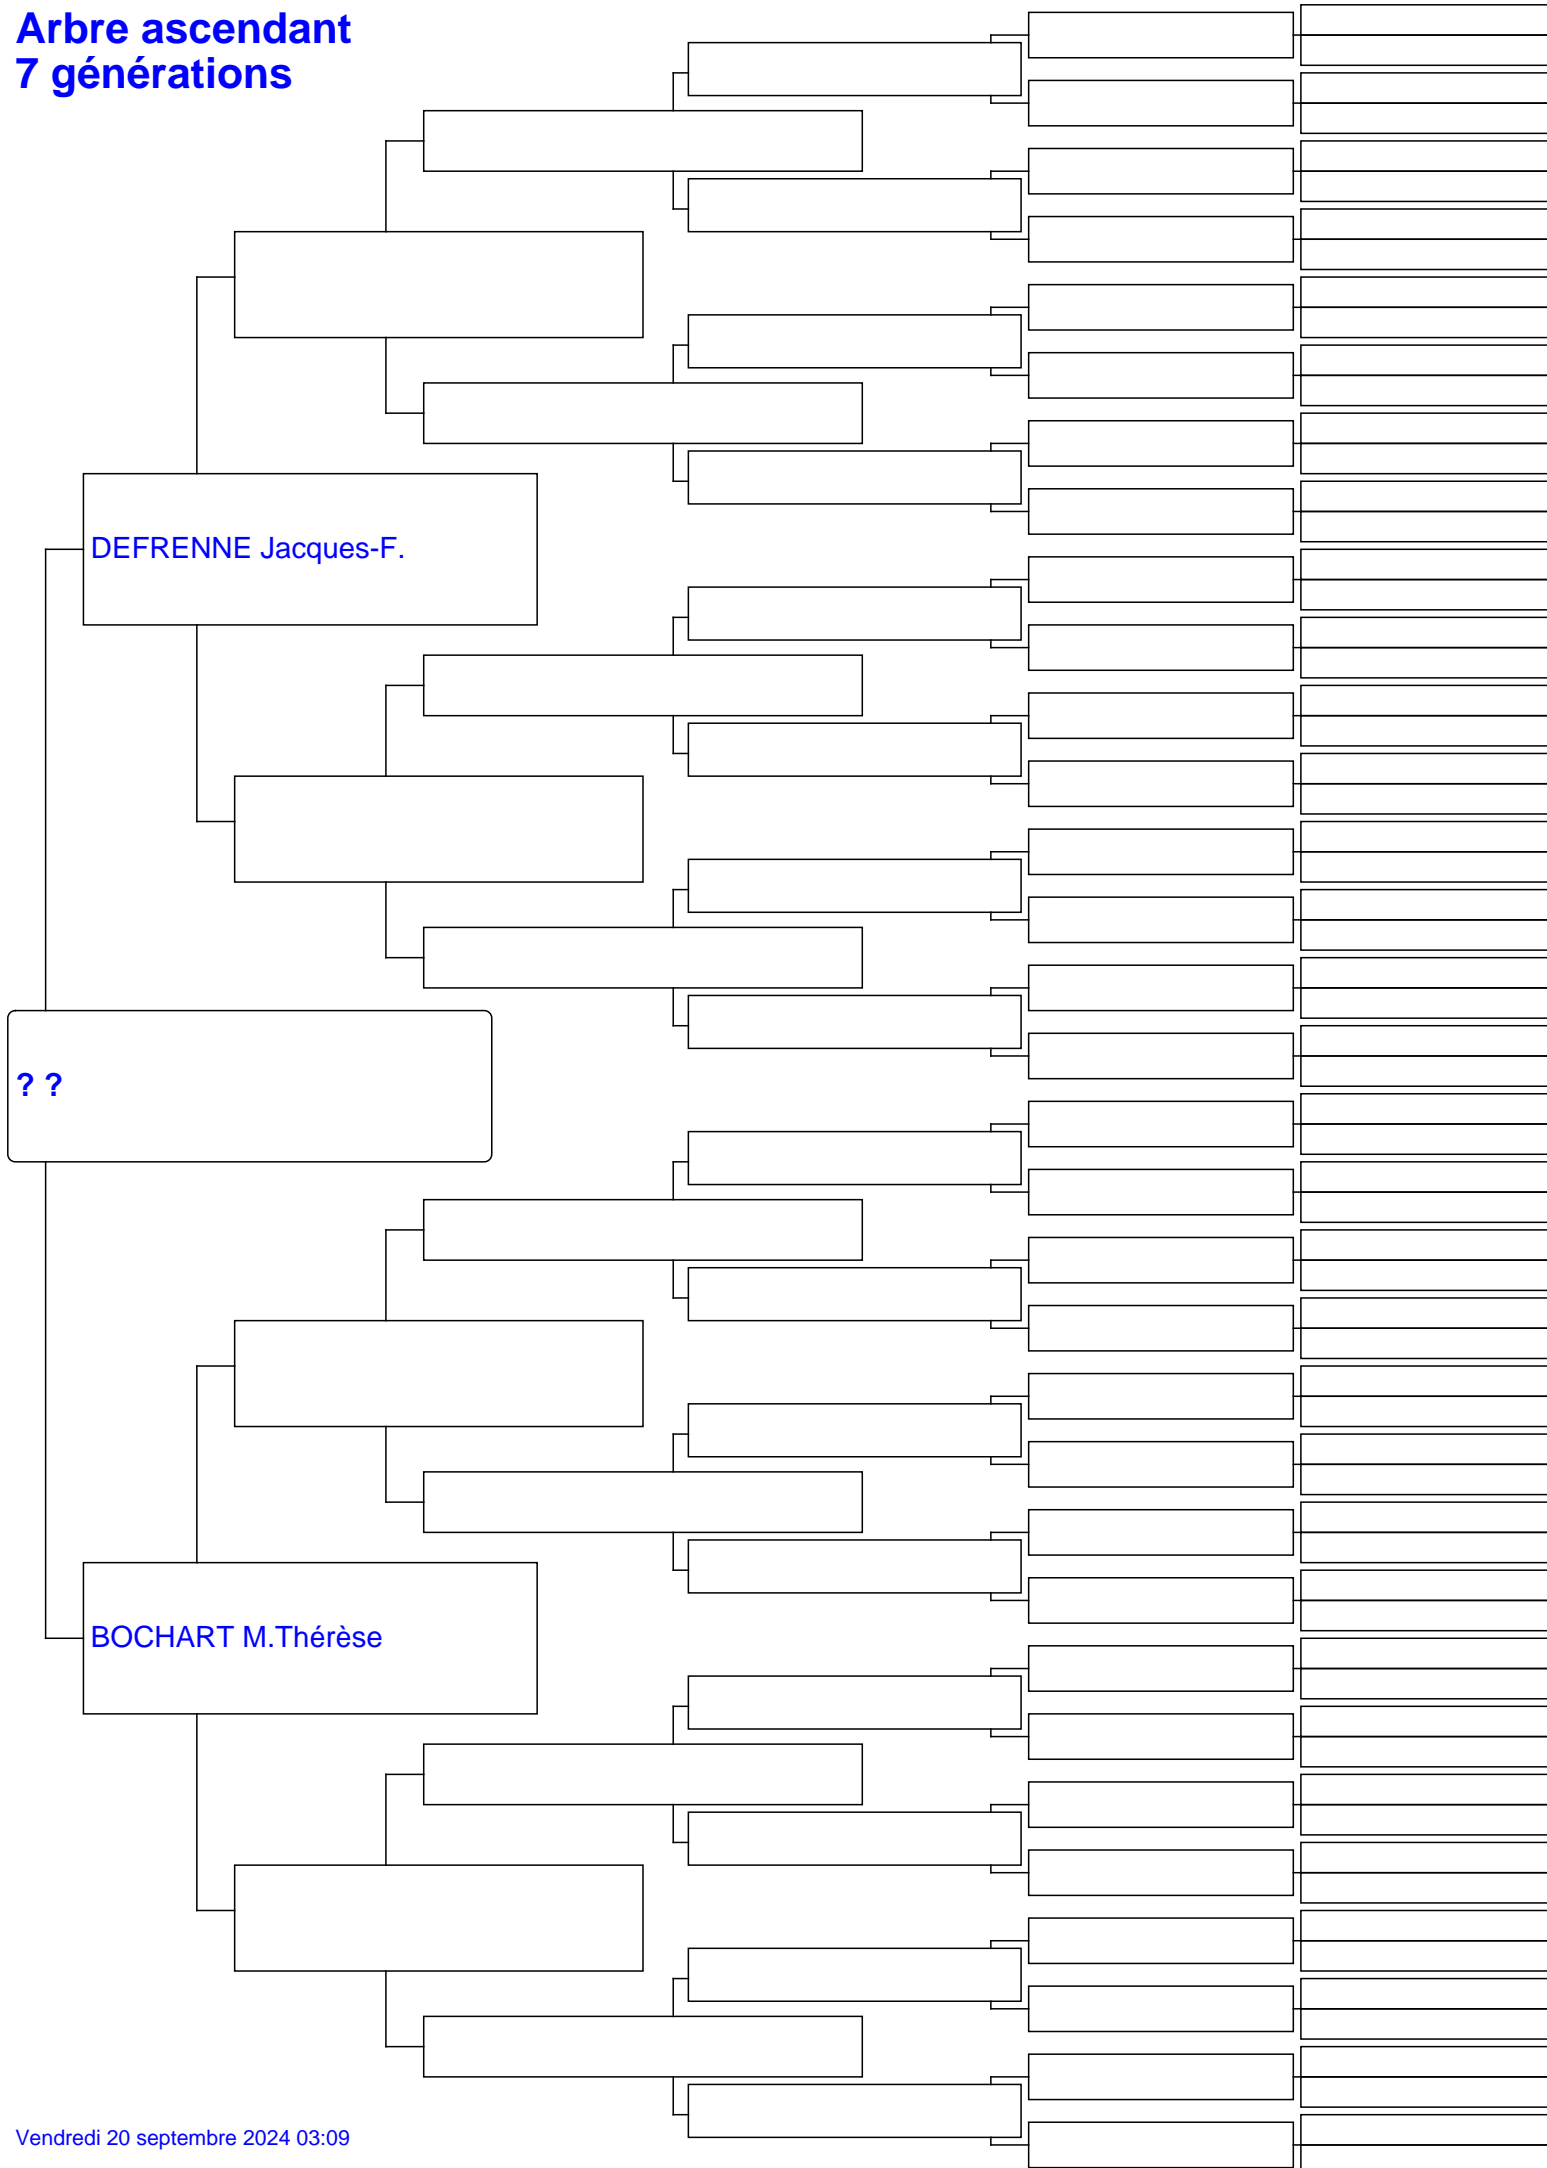 Arbre ascendant
7 générations
DEFRENNE Jacques-F.
? ?
BOCHART M.Thérèse
Vendredi 20 septembre 2024 03:09